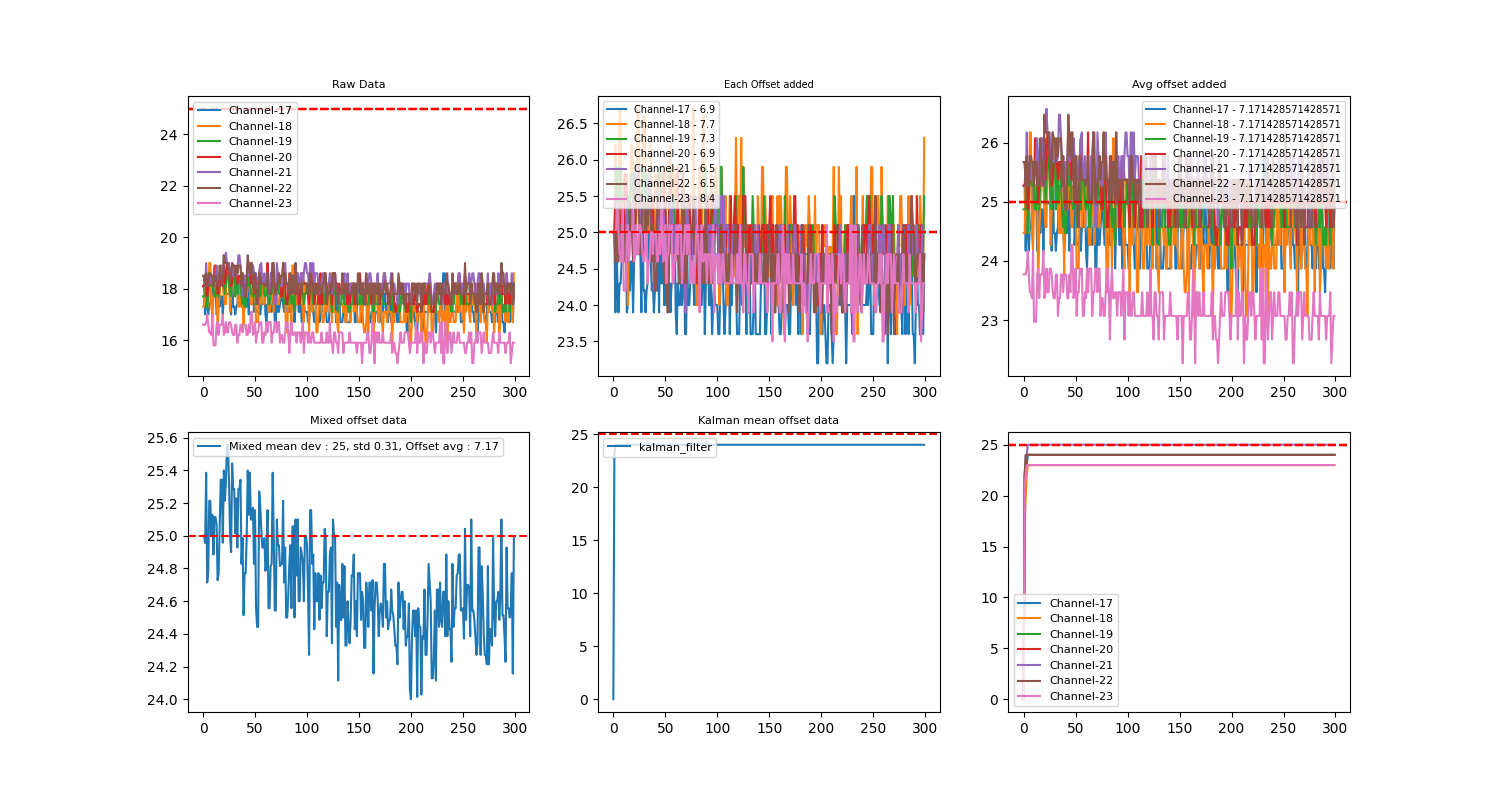 Raw Data
Channel-17
Channel-18
Channel-19
Channel-20
Channel-21
Channel-22
Channel-23
24
22
20
18
16
0 50 100 150 200 250 300
Each Offset added
Channel-17 - 6.9
Channel-18 - 7.7
Channel-19 - 7.3
Channel-20 - 6.9
Channel-21 - 6.5
Channel-22 - 6.5
Channel-23 - 8.4
26.5
26.0
25.5
25.0
24.5
24.0
23.5
0 50 100 150 200 250 300
Avg offset added
Channel-17 - 7.171428571428571
Channel-18 - 7.171428571428571
Channel-19 - 7.171428571428571
Channel-20 - 7.171428571428571
Channel-21 - 7.171428571428571
Channel-22 - 7.171428571428571
Channel-23 - 7.171428571428571
26
25
24
23
0 50 100 150 200 250 300
Mixed offset data
Mixed mean dev : 25, std 0.31, Offset avg : 7.17
25.6
25.4
25.2
25.0
24.8
24.6
24.4
24.2
24.0
0 50 100 150 200 250 300
Kalman mean offset data
kalman_filter
25
20
15
10
5
0
0 50 100 150 200 250 300
25
20
15
10
5
0
Channel-17
Channel-18
Channel-19
Channel-20
Channel-21
Channel-22
Channel-23
0 50 100 150 200 250 300